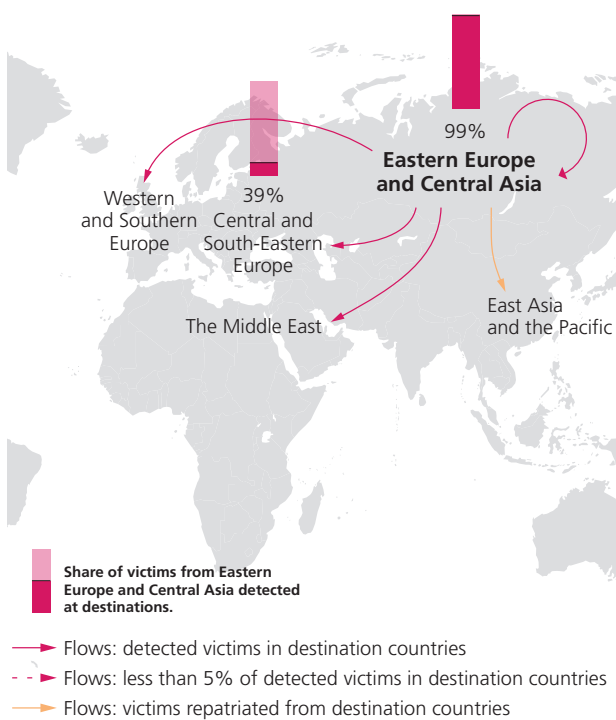 99%
Eastern Europe
and Central Asia
Western
and Southern
Europe
39%
Central and
South-Eastern
Europe
The Middle East
East Asia
and the Pacific
Share of victims from Eastern
Europe and Central Asia detected
at destinations.
Flows: detected victims in destination countries
Flows: less than 5% of detected victims in destination countries
Flows: victims repatriated from destination countries